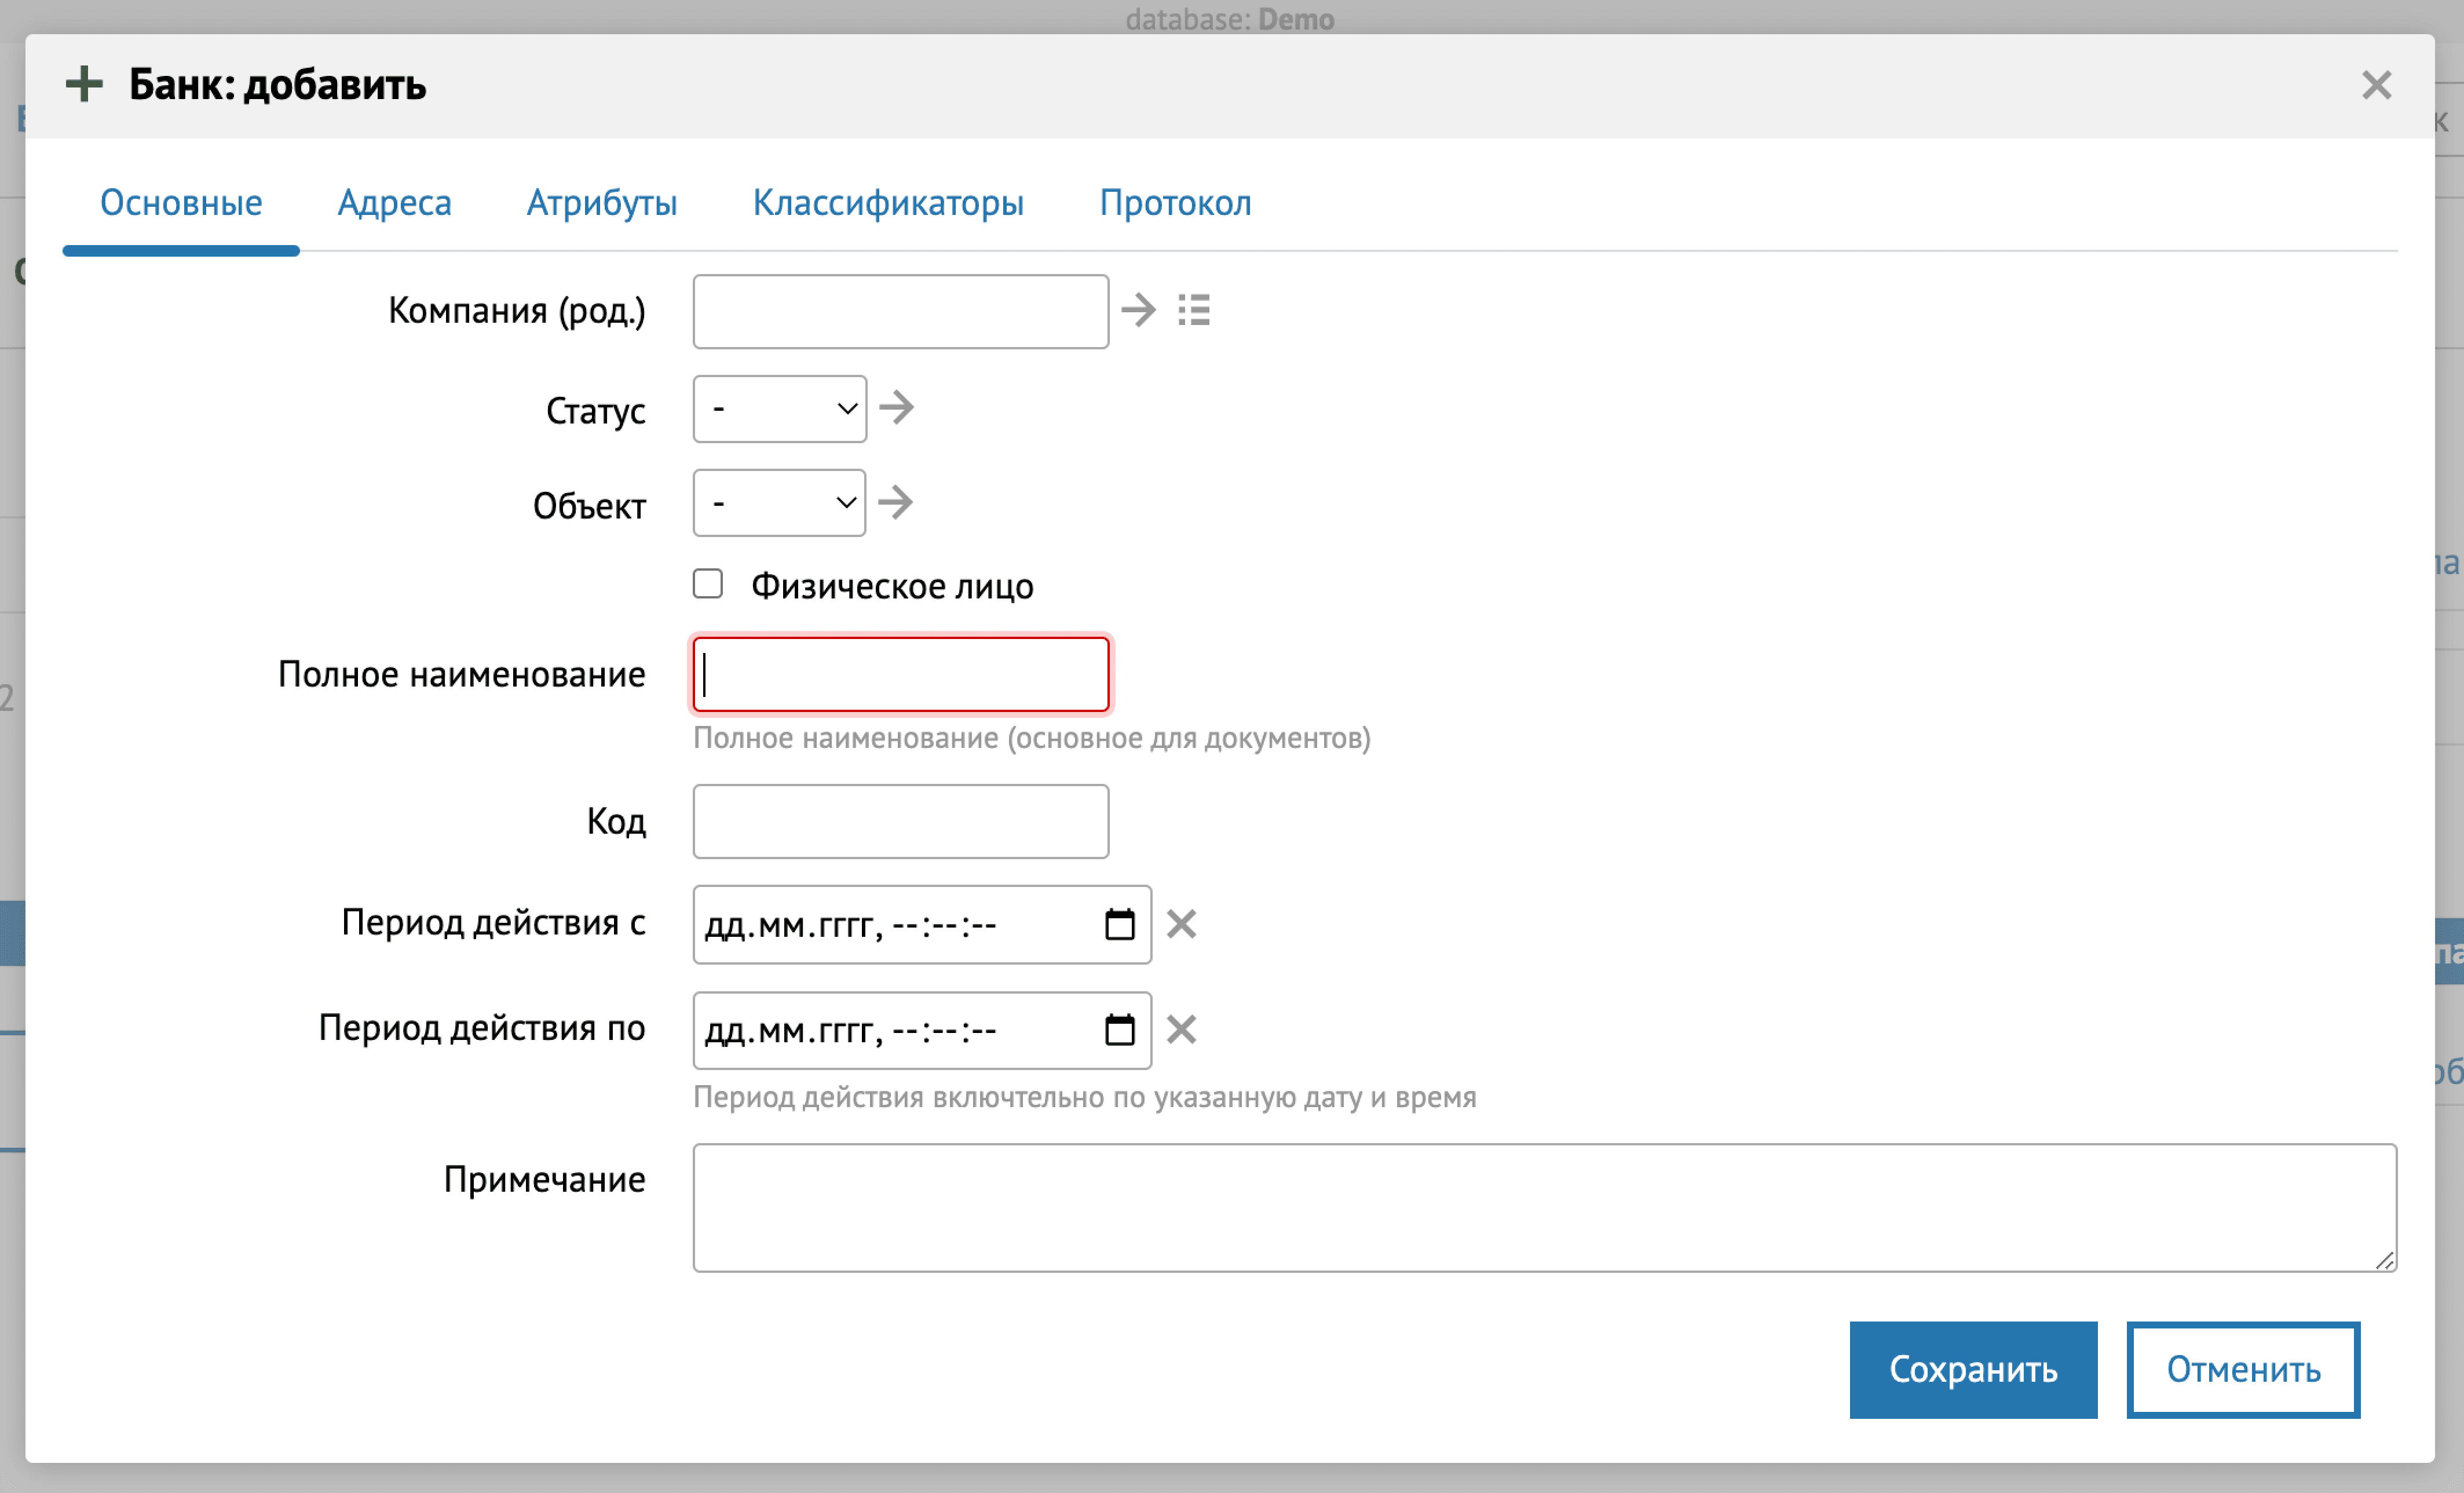 database: Demo
Банк: добавить
Основные Адреса Атрибуты Классификаторы Протокол
Компания (род.)
Статус -
Объект -
Физическое лицо
Полное наименование
Полное наименование (основное для документов)
Код
Период действия с дд.мм.гггг, --:--:--
Период действия по дд.мм.гггг, --:--:--
Период действия включтельно по указанную дату и время
Примечание
Сохранить Отменить